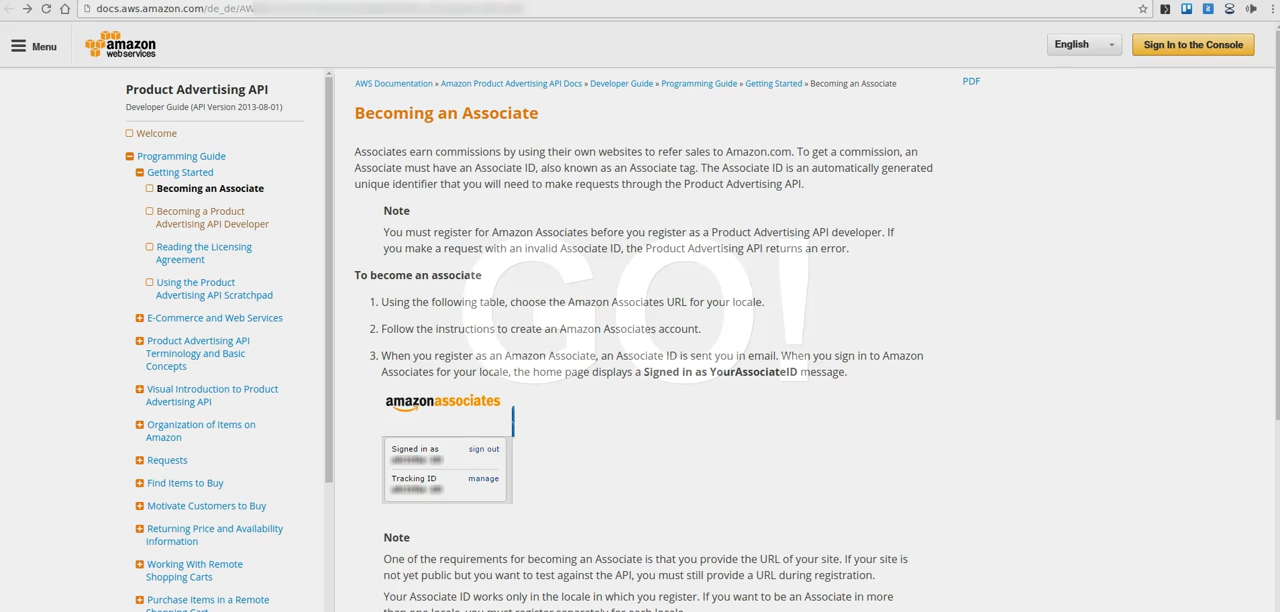 docs.aws.amazon.com/de_de/AW
Menu
amazon
web services
English
Sign In to the Console
Product Advertising API
Developer Guide (API Version 2013-08-01)
Welcome
Programming Guide
Getting Started
Becoming an Associate
Becoming a Product
Advertising API Developer
Reading the Licensing
Agreement
Using the Product
Advertising API Scratchpad
E-Commerce and Web Services
Product Advertising API
Terminology and Basic
Concepts
Visual Introduction to Product
Advertising API
Organization of Items on
Amazon
Requests
Find Items to Buy
Motivate Customers to Buy
Returning Price and Availability
Information
Working With Remote
Shopping Carts
Purchase Items in a Remote
Shopping Cart
AWS Documentation » Amazon Product Advertising API Docs » Developer Guide » Programming Guide » Getting Started » Becoming an Associate
PDF
Becoming an Associate
Associates earn commissions by using their own websites to refer sales to Amazon.com. To get a commission, an
Associate must have an Associate ID, also known as an Associate tag. The Associate ID is an automatically generated
unique identifier that you will need to make requests through the Product Advertising API.
Note
You must register for Amazon Associates before you register as a Product Advertising API developer. If
you make a request with an invalid Associate ID, the Product Advertising API returns an error.
GO!
To become an associate
1. Using the following table, choose the Amazon Associates URL for your locale.
2. Follow the instructions to create an Amazon Associates account.
3. When you register as an Amazon Associate, an Associate ID is sent you in email. When you sign in to Amazon
Associates for your locale, the home page displays a Signed in as YourAssociateID message.
amazonassociates
Signed in as sign out
Tracking ID manage
Note
One of the requirements for becoming an Associate is that you provide the URL of your site. If your site is
not yet public but you want to test against the API, you must still provide a URL during registration.
Your Associate ID works only in the locale in which you register. If you want to be an Associate in more
than one locale, you must register separately for each locale.